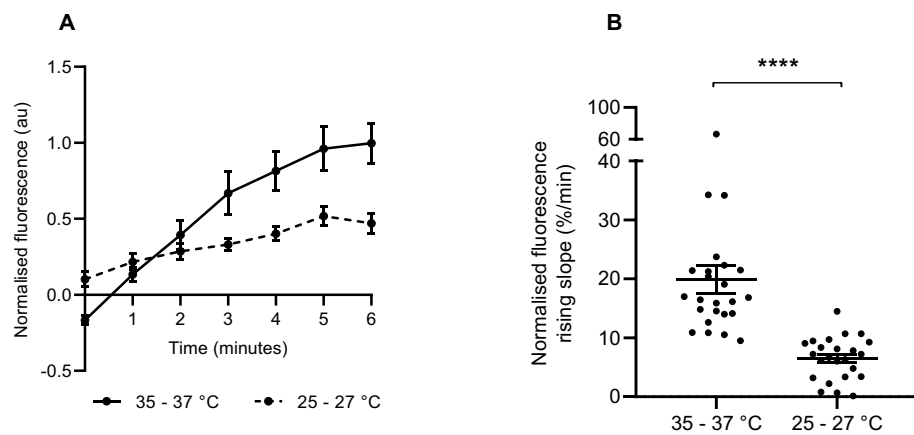 A
Normalised fluorescence (au)
1.5
1.0
0.5
0.0
-0.5
1 2 3 4 5 6
Time (minutes)
35 - 37 °C 25 - 27 °C
B
Normalised fluorescence
rising slope (%/min)
****
100
60
40
30
20
10
0
35 - 37 °C 25 - 27 °C